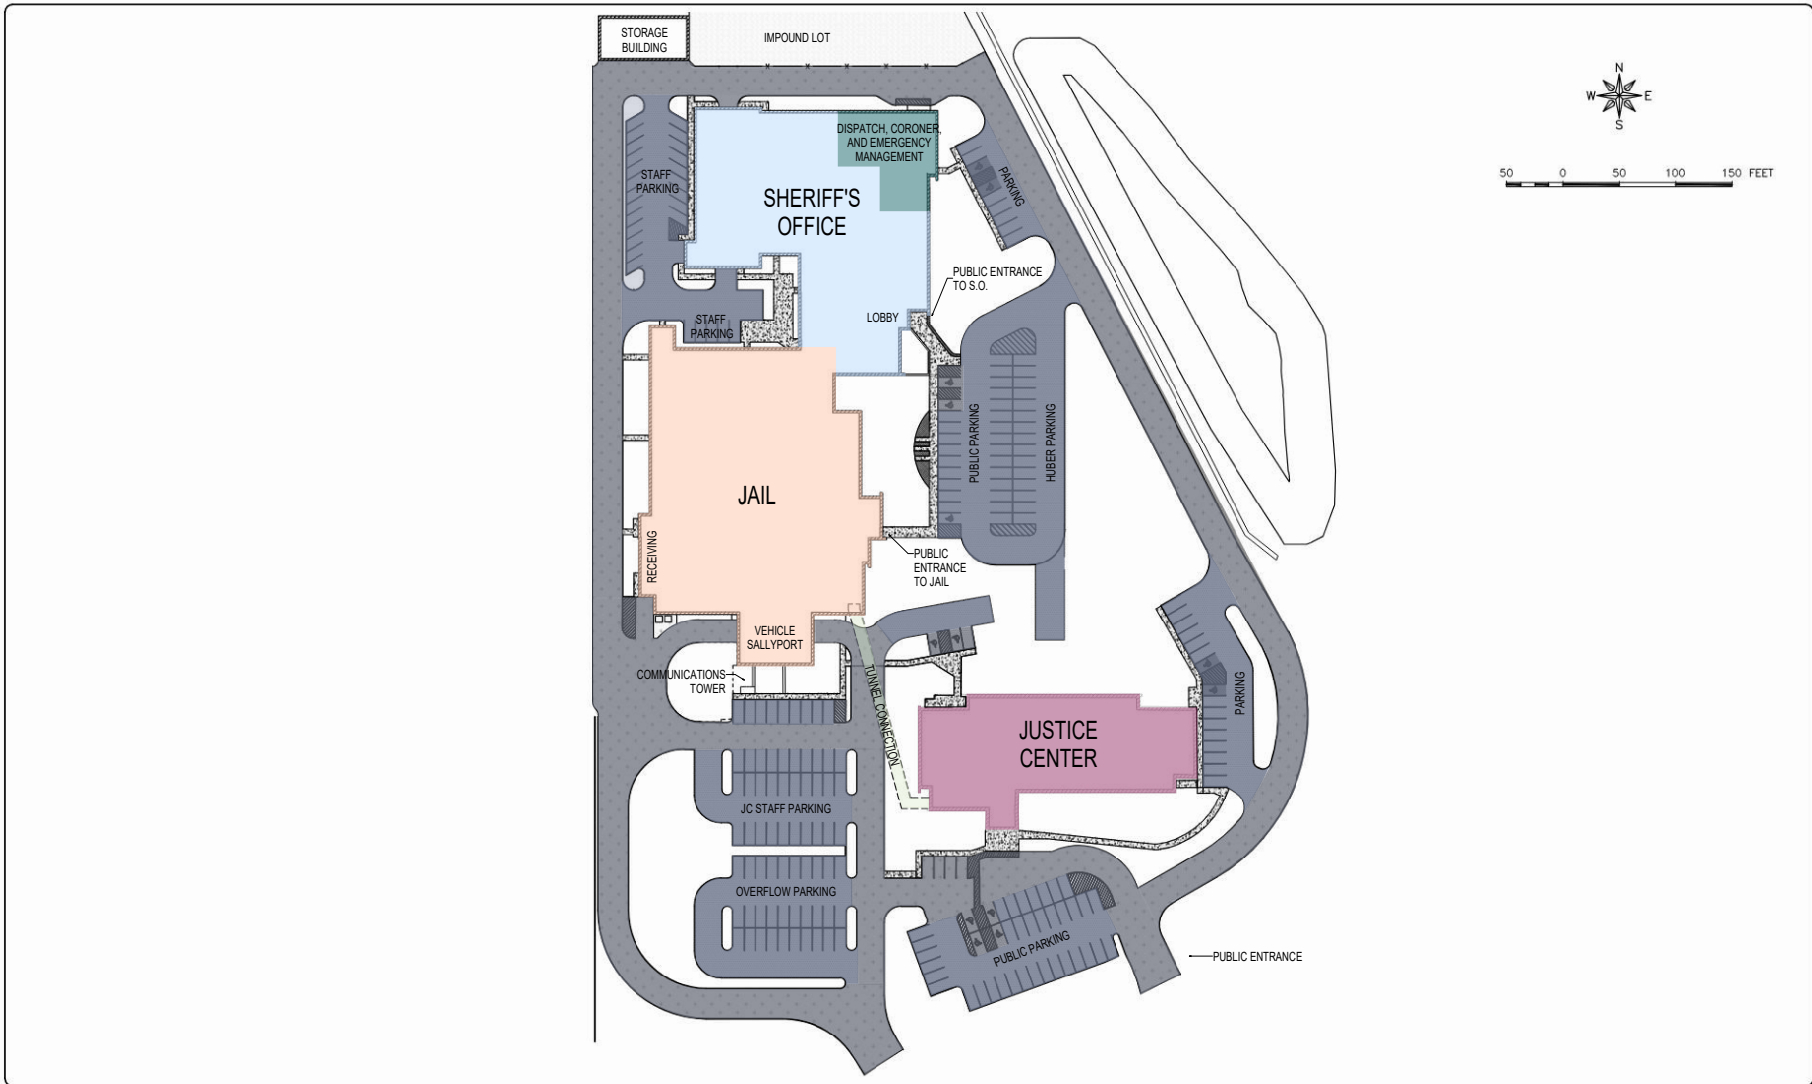 STORAGE
BUILDING
IMPOUND LOT
N
W
E
S
50 0 50 100 150 FEET
DISPATCH, CORONER,
AND EMERGENCY
MANAGEMENT
STAFF
PARKING
PARKING
SHERIFF'S
OFFICE
PUBLIC ENTRANCE
TO S.O.
LOBBY
STAFF
PARKING
PUBLIC PARKING
HUBER PARKING
JAIL
RECEIVING
PUBLIC
ENTRANCE
TO JAIL
VEHICLE
SALLYPORT
COMMUNICATIONS
TOWER
TUNNEL CONNECTION
PARKING
JUSTICE
CENTER
JC STAFF PARKING
OVERFLOW PARKING
PUBLIC PARKING
PUBLIC ENTRANCE